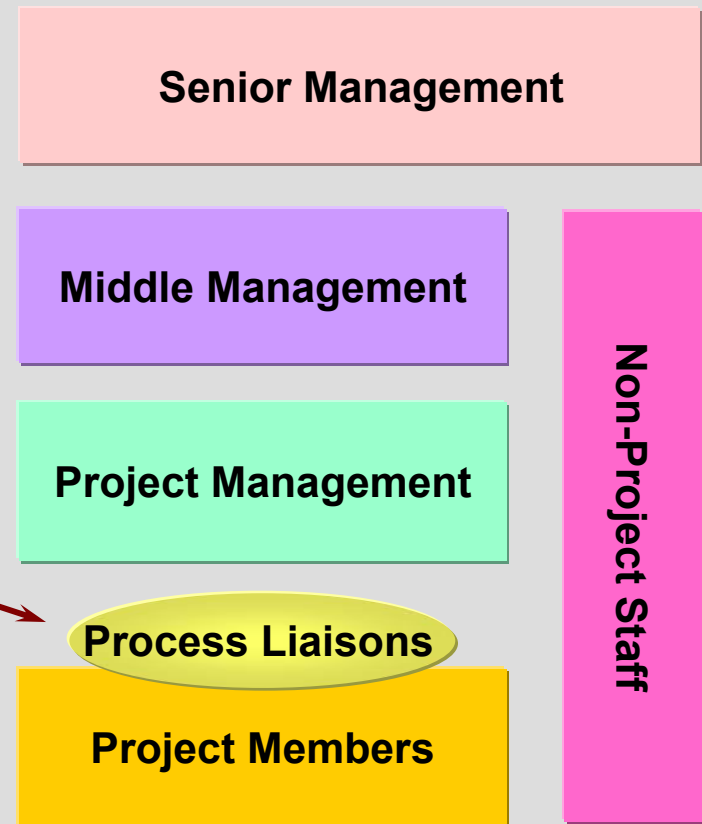 Senior Management
Middle Management
Project Management
Process Liaisons
Project Members
Non-Project Staff